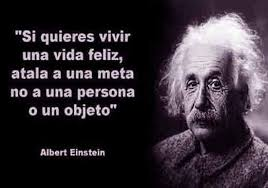 "Si quieres vivir
una vida feliz,
atala a una meta
no a una persona
o un objeto"
Albert Einstein